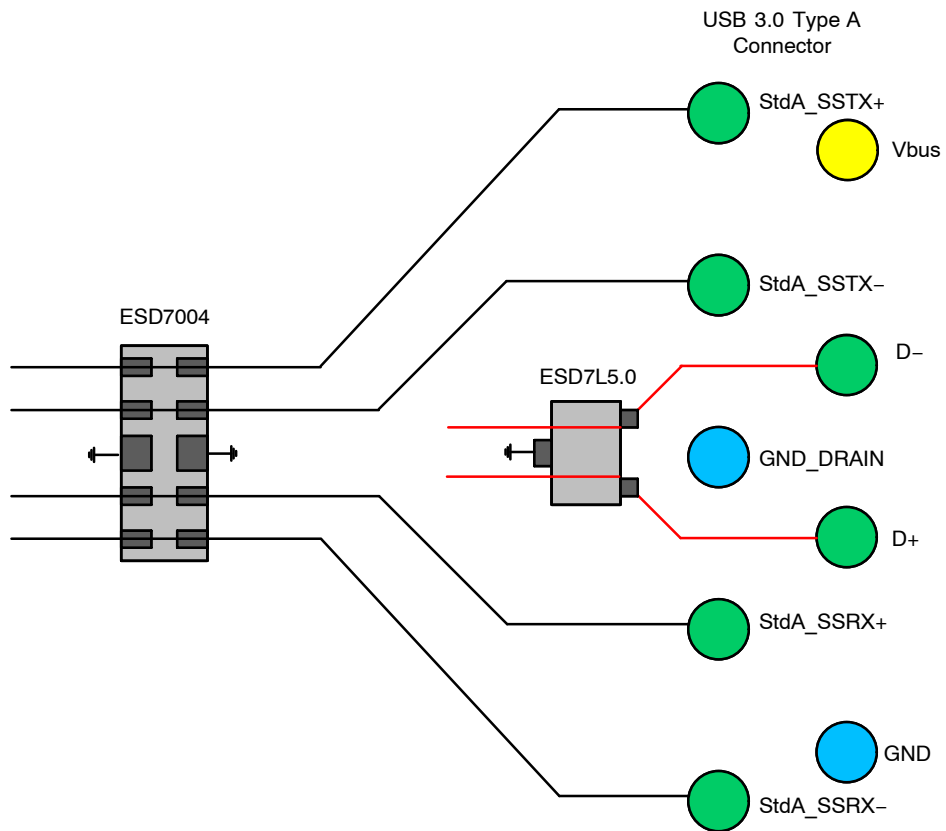 USB 3.0 Type A
Connector
StdA_SSTX+
Vbus
StdA_SSTX−
ESD7004
D−
ESD7L5.0
GND_DRAIN
D+
StdA_SSRX+
GND
StdA_SSRX−